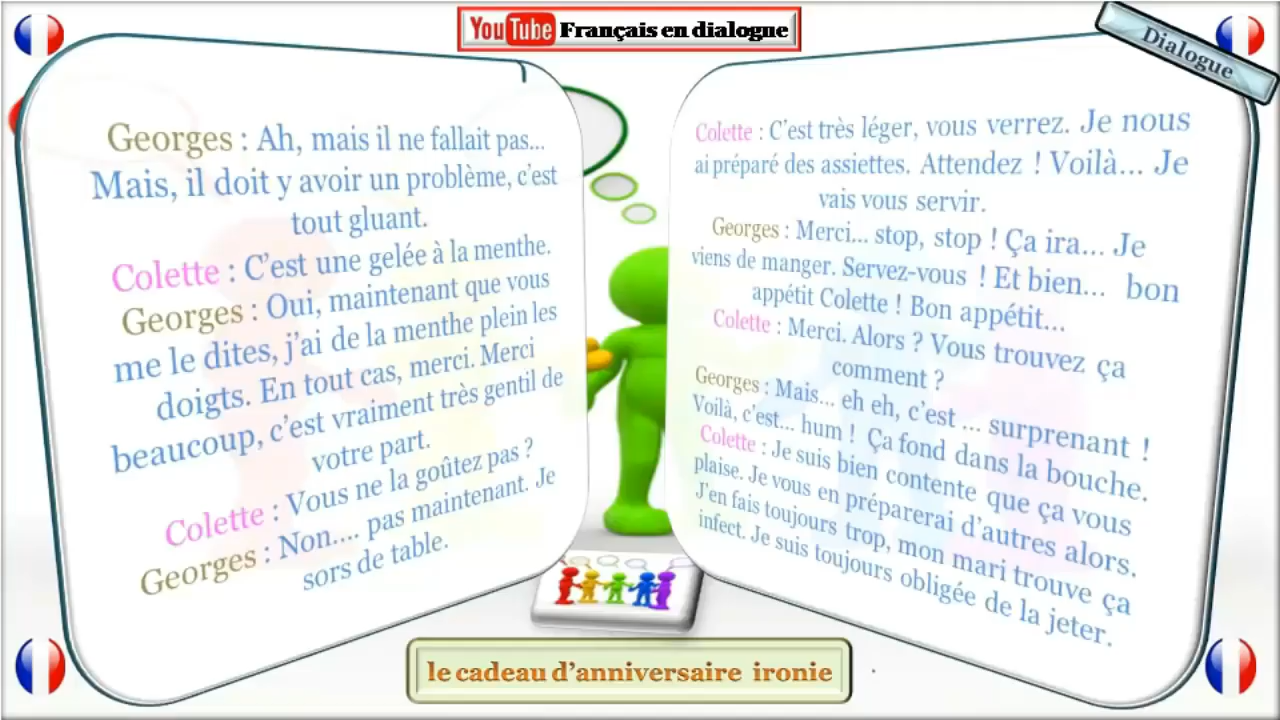 YouTube Français en dialogue
Dialogue
Georges : Ah, mais il ne fallait pas...
Mais, il doit y avoir un problème, c'est
tout gluant.
Colette : C'est une gelée à la menthe.
Georges : Oui, maintenant que vous
me le dites, j'ai de la menthe plein les
doigts. En tout cas, merci. Merci
beaucoup, c'est vraiment très gentil de
votre part.
Colette : Vous ne la goûtez pas ?
Georges : Non.... pas maintenant. Je
sors de table.
Colette : C'est très léger, vous verrez. Je nous
ai préparé des assiettes. Attendez ! Voilà... Je
vais vous servir.
Georges : Merci... stop, stop ! Ça ira... Je
viens de manger. Servez-vous ! Et bien... bon
appétit Colette ! Bon appétit...
Colette : Merci. Alors ? Vous trouvez ça
comment ?
Georges : Mais... eh eh, c'est ... surprenant !
Voilà, c'est... hum ! Ça fond dans la bouche.
Colette : Je suis bien contente que ça vous
plaise. Je vous en préparerai d'autres alors.
J'en fais toujours trop, mon mari trouve ça
infect. Je suis toujours obligée de la jeter.
le cadeau d'anniversaire ironie